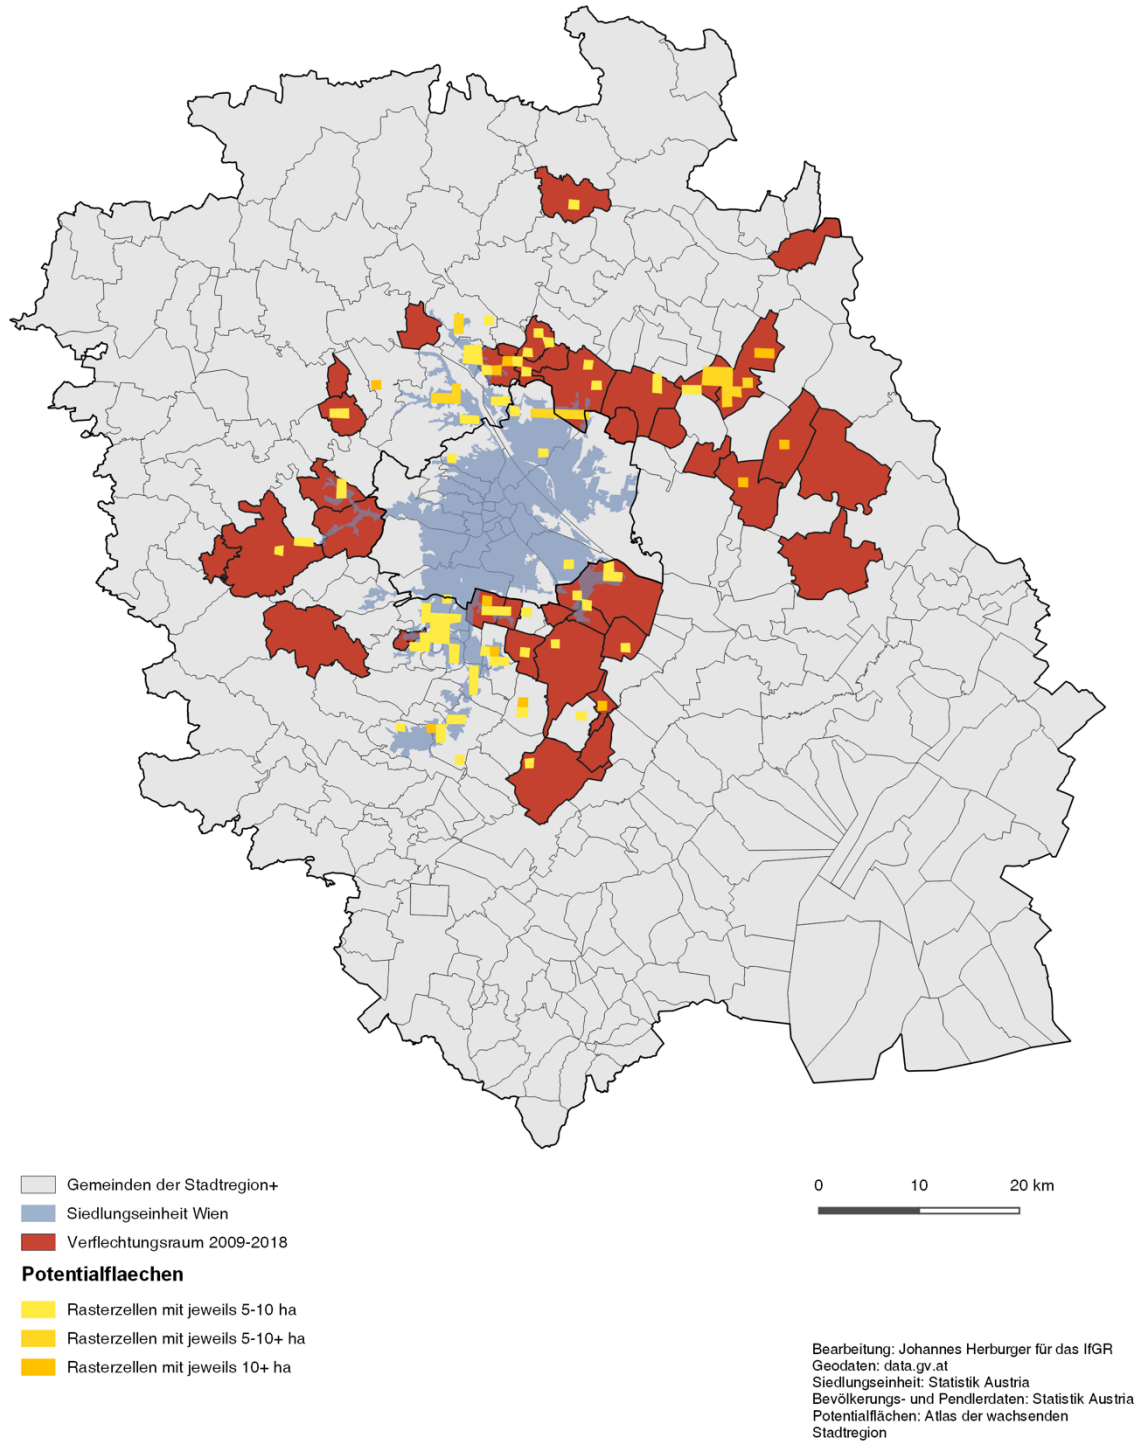 Gemeinden der Stadtregion+
Siedlungseinheit Wien
Verflechtungsraum 2009-2018
Potentialflaechen
Rasterzellen mit jeweils 5-10 ha
Rasterzellen mit jeweils 5-10+ ha
Rasterzellen mit jeweils 10+ ha
0 10 20 km
Bearbeitung: Johannes Herburger für das IfGR
Geodaten: data.gv.at
Siedlungseinheit: Statistik Austria
Bevölkerungs- und Pendlerdaten: Statistik Austria
Potentialflächen: Atlas der wachsenden
Stadtregion